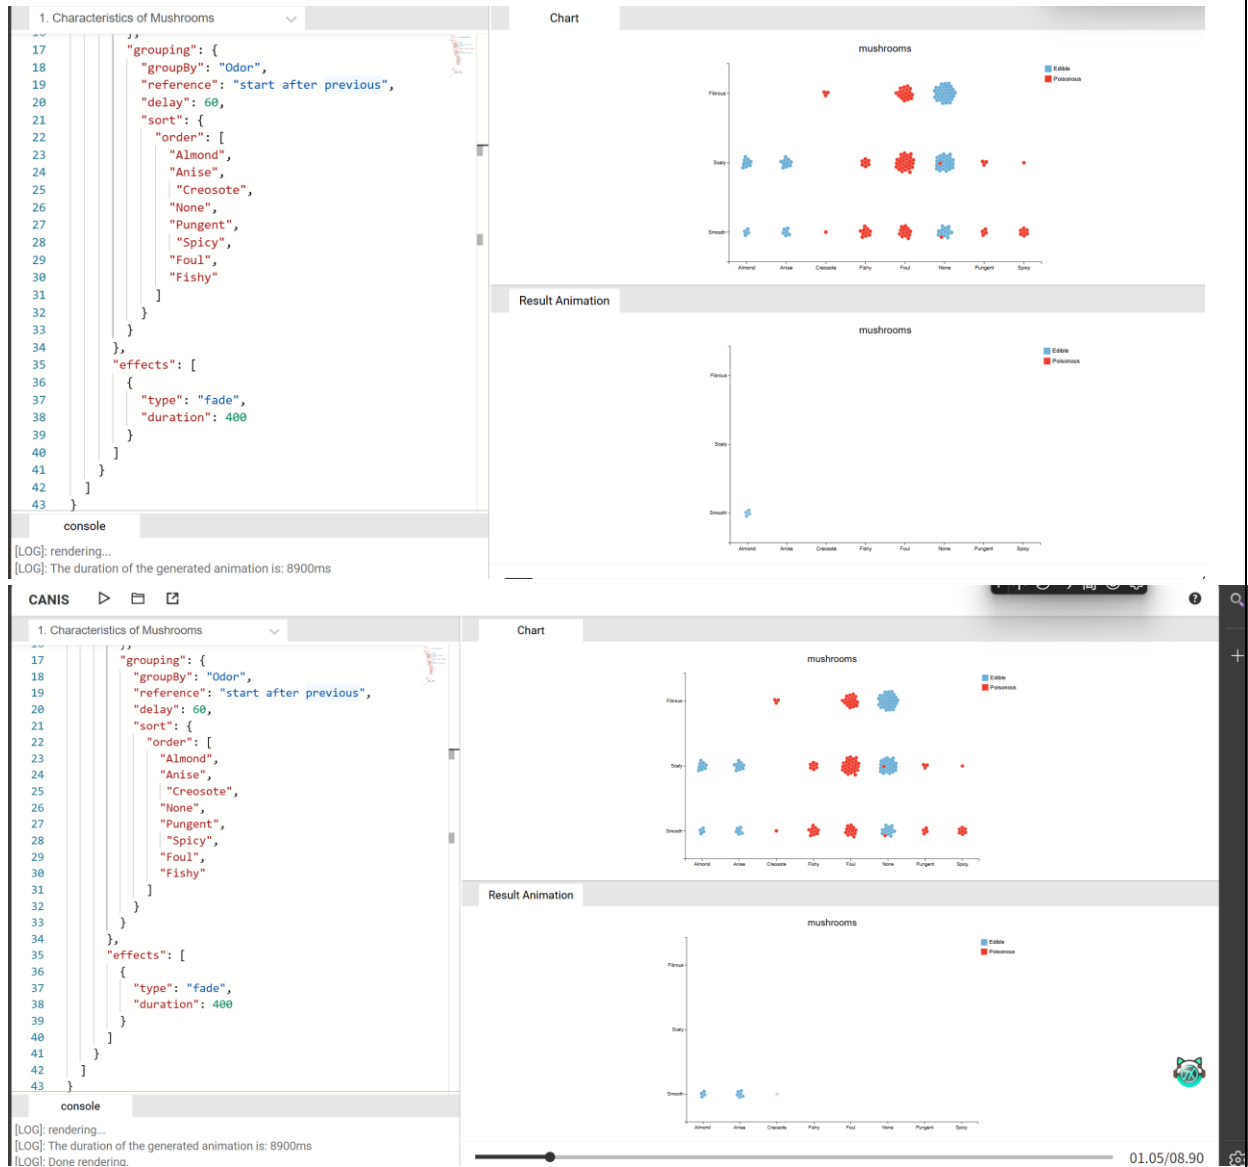 1. Characteristics of Mushrooms
Chart
17 "grouping": {
18 "groupBy": "Odor",
19 "reference": "start after previous",
20 "delay": 60,
21 "sort": {
22 "order": [
23 "Almond",
24 "Anise",
25 "Creosote",
26 "None",
27 "Pungent",
28 "Spicy",
29 "Foul",
30 "Fishy"
31 ]
32 }
33 }
34 },
35 "effects": [
36 {
37 "type": "fade",
38 "duration": 400
39 }
40 ]
41 }
42 ]
43 }
console
[LOG]: rendering...
[LOG]: The duration of the generated animation is: 8900ms
mushrooms
Edible
Poisonous
Fibrous
Scaly
Smooth
Almond Anise Creosote Fishy Foul None Pungent Spicy
Result Animation
mushrooms
Edible
Poisonous
Fibrous
Scaly
Smooth
Almond Anise Creosote Fishy Foul None Pungent Spicy
CANIS
1. Characteristics of Mushrooms
Chart
17 "grouping": {
18 "groupBy": "Odor",
19 "reference": "start after previous",
20 "delay": 60,
21 "sort": {
22 "order": [
23 "Almond",
24 "Anise",
25 "Creosote",
26 "None",
27 "Pungent",
28 "Spicy",
29 "Foul",
30 "Fishy"
31 ]
32 }
33 }
34 },
35 "effects": [
36 {
37 "type": "fade",
38 "duration": 400
39 }
40 ]
41 }
42 ]
43 }
console
[LOG]: rendering...
[LOG]: The duration of the generated animation is: 8900ms
[LOG]: Done rendering.
mushrooms
Edible
Poisonous
Fibrous
Scaly
Smooth
Almond Anise Creosote Fishy Foul None Pungent Spicy
Result Animation
mushrooms
Edible
Poisonous
Fibrous
Scaly
Smooth
Almond Anise Creosote Fishy Foul None Pungent Spicy
01.05/08.90